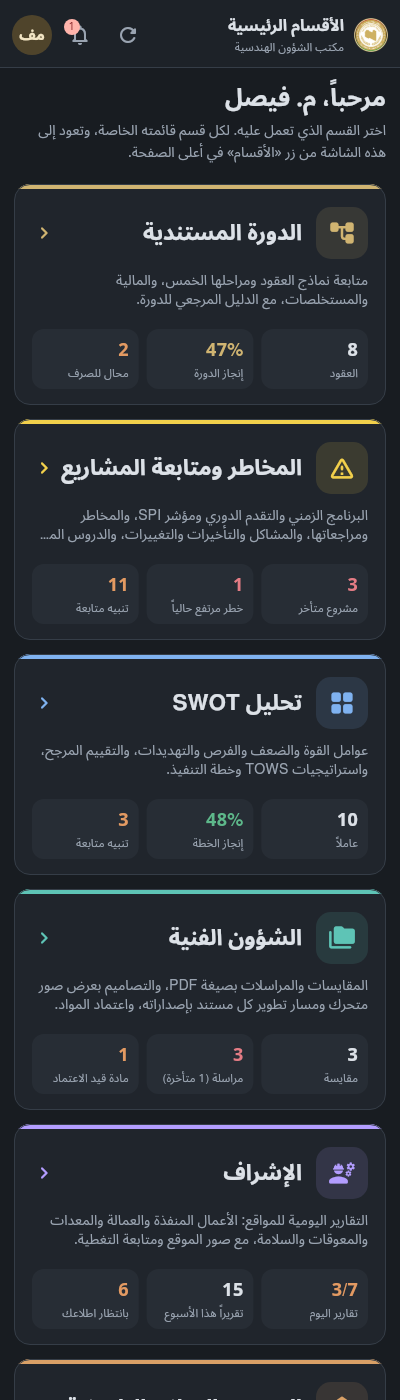 الأقسام الرئيسية
مكتب الشؤون الهندسية
1
مف
مرحباً، م. فيصل
اختر القسم الذي تعمل عليه. لكل قسم قائمته الخاصة، وتعود إلى
هذه الشاشة من زر «الأقسام» في أعلى الصفحة.
الدورة المستندية
متابعة نماذج العقود ومراحلها الخمس، والمالية
والمستخلصات، مع الدليل المرجعي للدورة.
8
العقود
47%
إنجاز الدورة
2
محال للصرف
المخاطر ومتابعة المشاريع
البرنامج الزمني والتقدم الدوري ومؤشر SPI، والمخاطر
ومراجعاتها، والمشاكل والتأخيرات والتغييرات، والدروس المـ...
3
مشروع متأخر
1
خطر مرتفع حالياً
11
تنبيه متابعة
تحليل SWOT
عوامل القوة والضعف والفرص والتهديدات، والتقييم المرجح،
واستراتيجيات TOWS وخطة التنفيذ.
10
عاملاً
48%
إنجاز الخطة
3
تنبيه متابعة
الشؤون الفنية
المقايسات والمراسلات بصيغة PDF، والتصاميم بعرض صور
متحرك ومسار تطوير كل مستند بإصداراته، واعتماد المواد.
3
مقايسة
3
مراسلة (1 متأخرة)
1
مادة قيد الاعتماد
الإشراف
التقارير اليومية للمواقع: الأعمال المنفذة والعمالة والمعدات
والمعوقات والسلامة، مع صور الموقع ومتابعة التغطية.
3/7
تقارير اليوم
15
تقريراً هذا الأسبوع
6
بانتظار اطلاعك